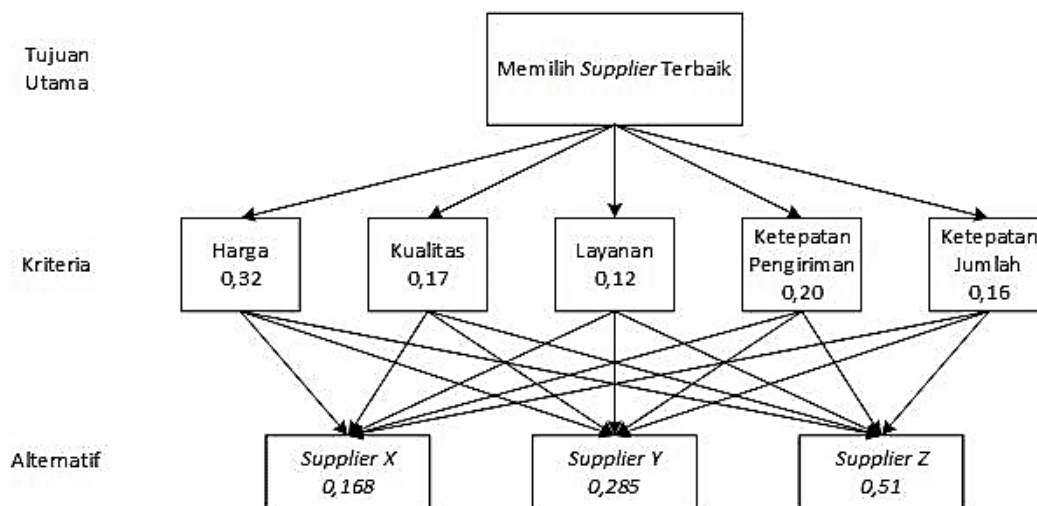 Tujuan
Utama
Memilih Supplier Terbaik
Kriteria
Harga
0,32
Kualitas
0,17
Layanan
0,12
Ketepatan
Pengiriman
0,20
Ketepatan
Jumlah
0,16
Alternatif
Supplier X
0,168
Supplier Y
0,285
Supplier Z
0,51